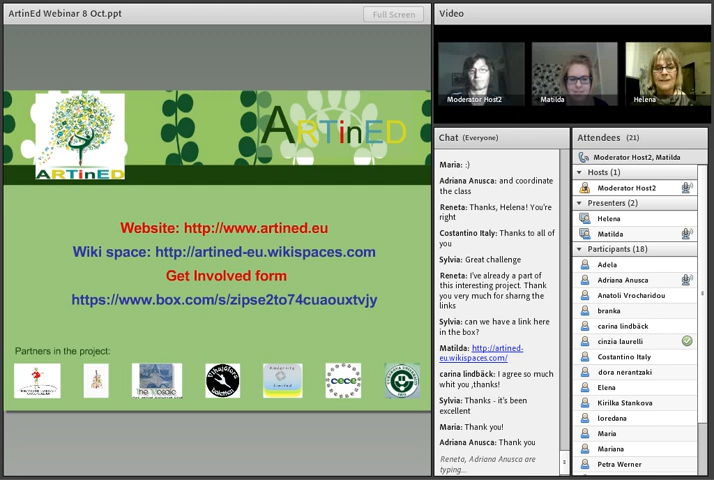 ArtinEd Webinar 8 Oct.ppt
Full Screen
ARTinED
ARTinED
Website: http://www.artined.eu
Wiki space: http://artined-eu.wikispaces.com
Get Involved form
https://www.box.com/s/zipse2to74cuaouxtvjy
Partners in the project:
The Mosaic
cece
Video
Moderator Host2
Matilda
Helena
Chat (Everyone)
Maria: :)
Adriana Anusca: and coordinate
the class
Reneta: Thanks, Helena! You're
right
Costantino Italy: Thanks to all of
you
Sylvia: Great challenge
Reneta: I've already a part of
this interesting project. Thank
you very much for sharng the
links
Sylvia: can we have a link here
in the box?
Matilda: http://artined-
eu.wikispaces.com/
carina lindbäck: I agree so much
whit you ,thanks!
Sylvia: Thanks - it's been
excellent
Maria: Thank you!
Adriana Anusca: Thank you
Reneta, Adriana Anusca are
typing...
Attendees (21)
Moderator Host2, Matilda
Hosts (1)
Moderator Host2
Presenters (2)
Helena
Matilda
Participants (18)
Adela
Adriana Anusca
Anatoli Vrocharidou
branka
carina lindbäck
cinzia laurelli
Costantino Italy
dora nerantzaki
Elena
Kirilka Stankova
loredana
Maria
Mariana
Petra Werner